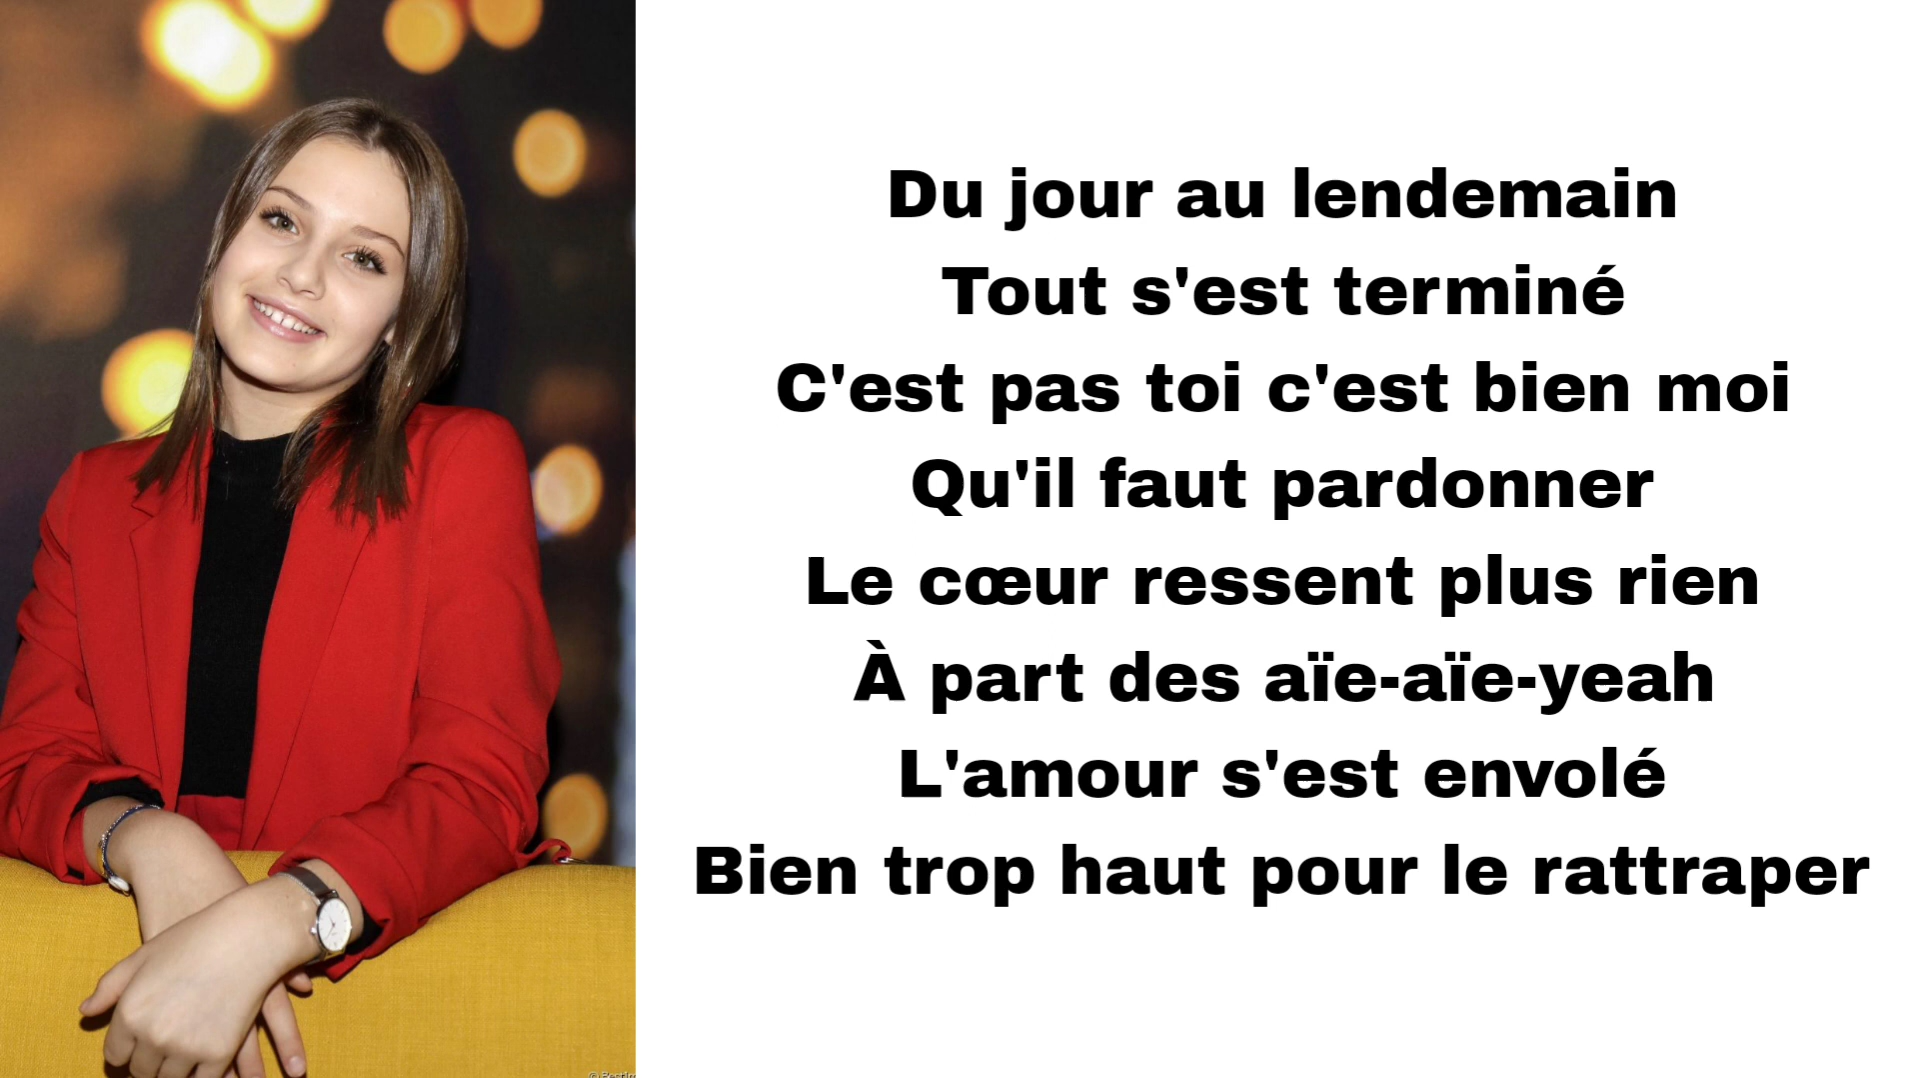 Du jour au lendemain
Tout s'est terminé
C'est pas toi c'est bien moi
Qu'il faut pardonner
Le cœur ressent plus rien
À part des aïe-aïe-yeah
L'amour s'est envolé
Bien trop haut pour le rattraper